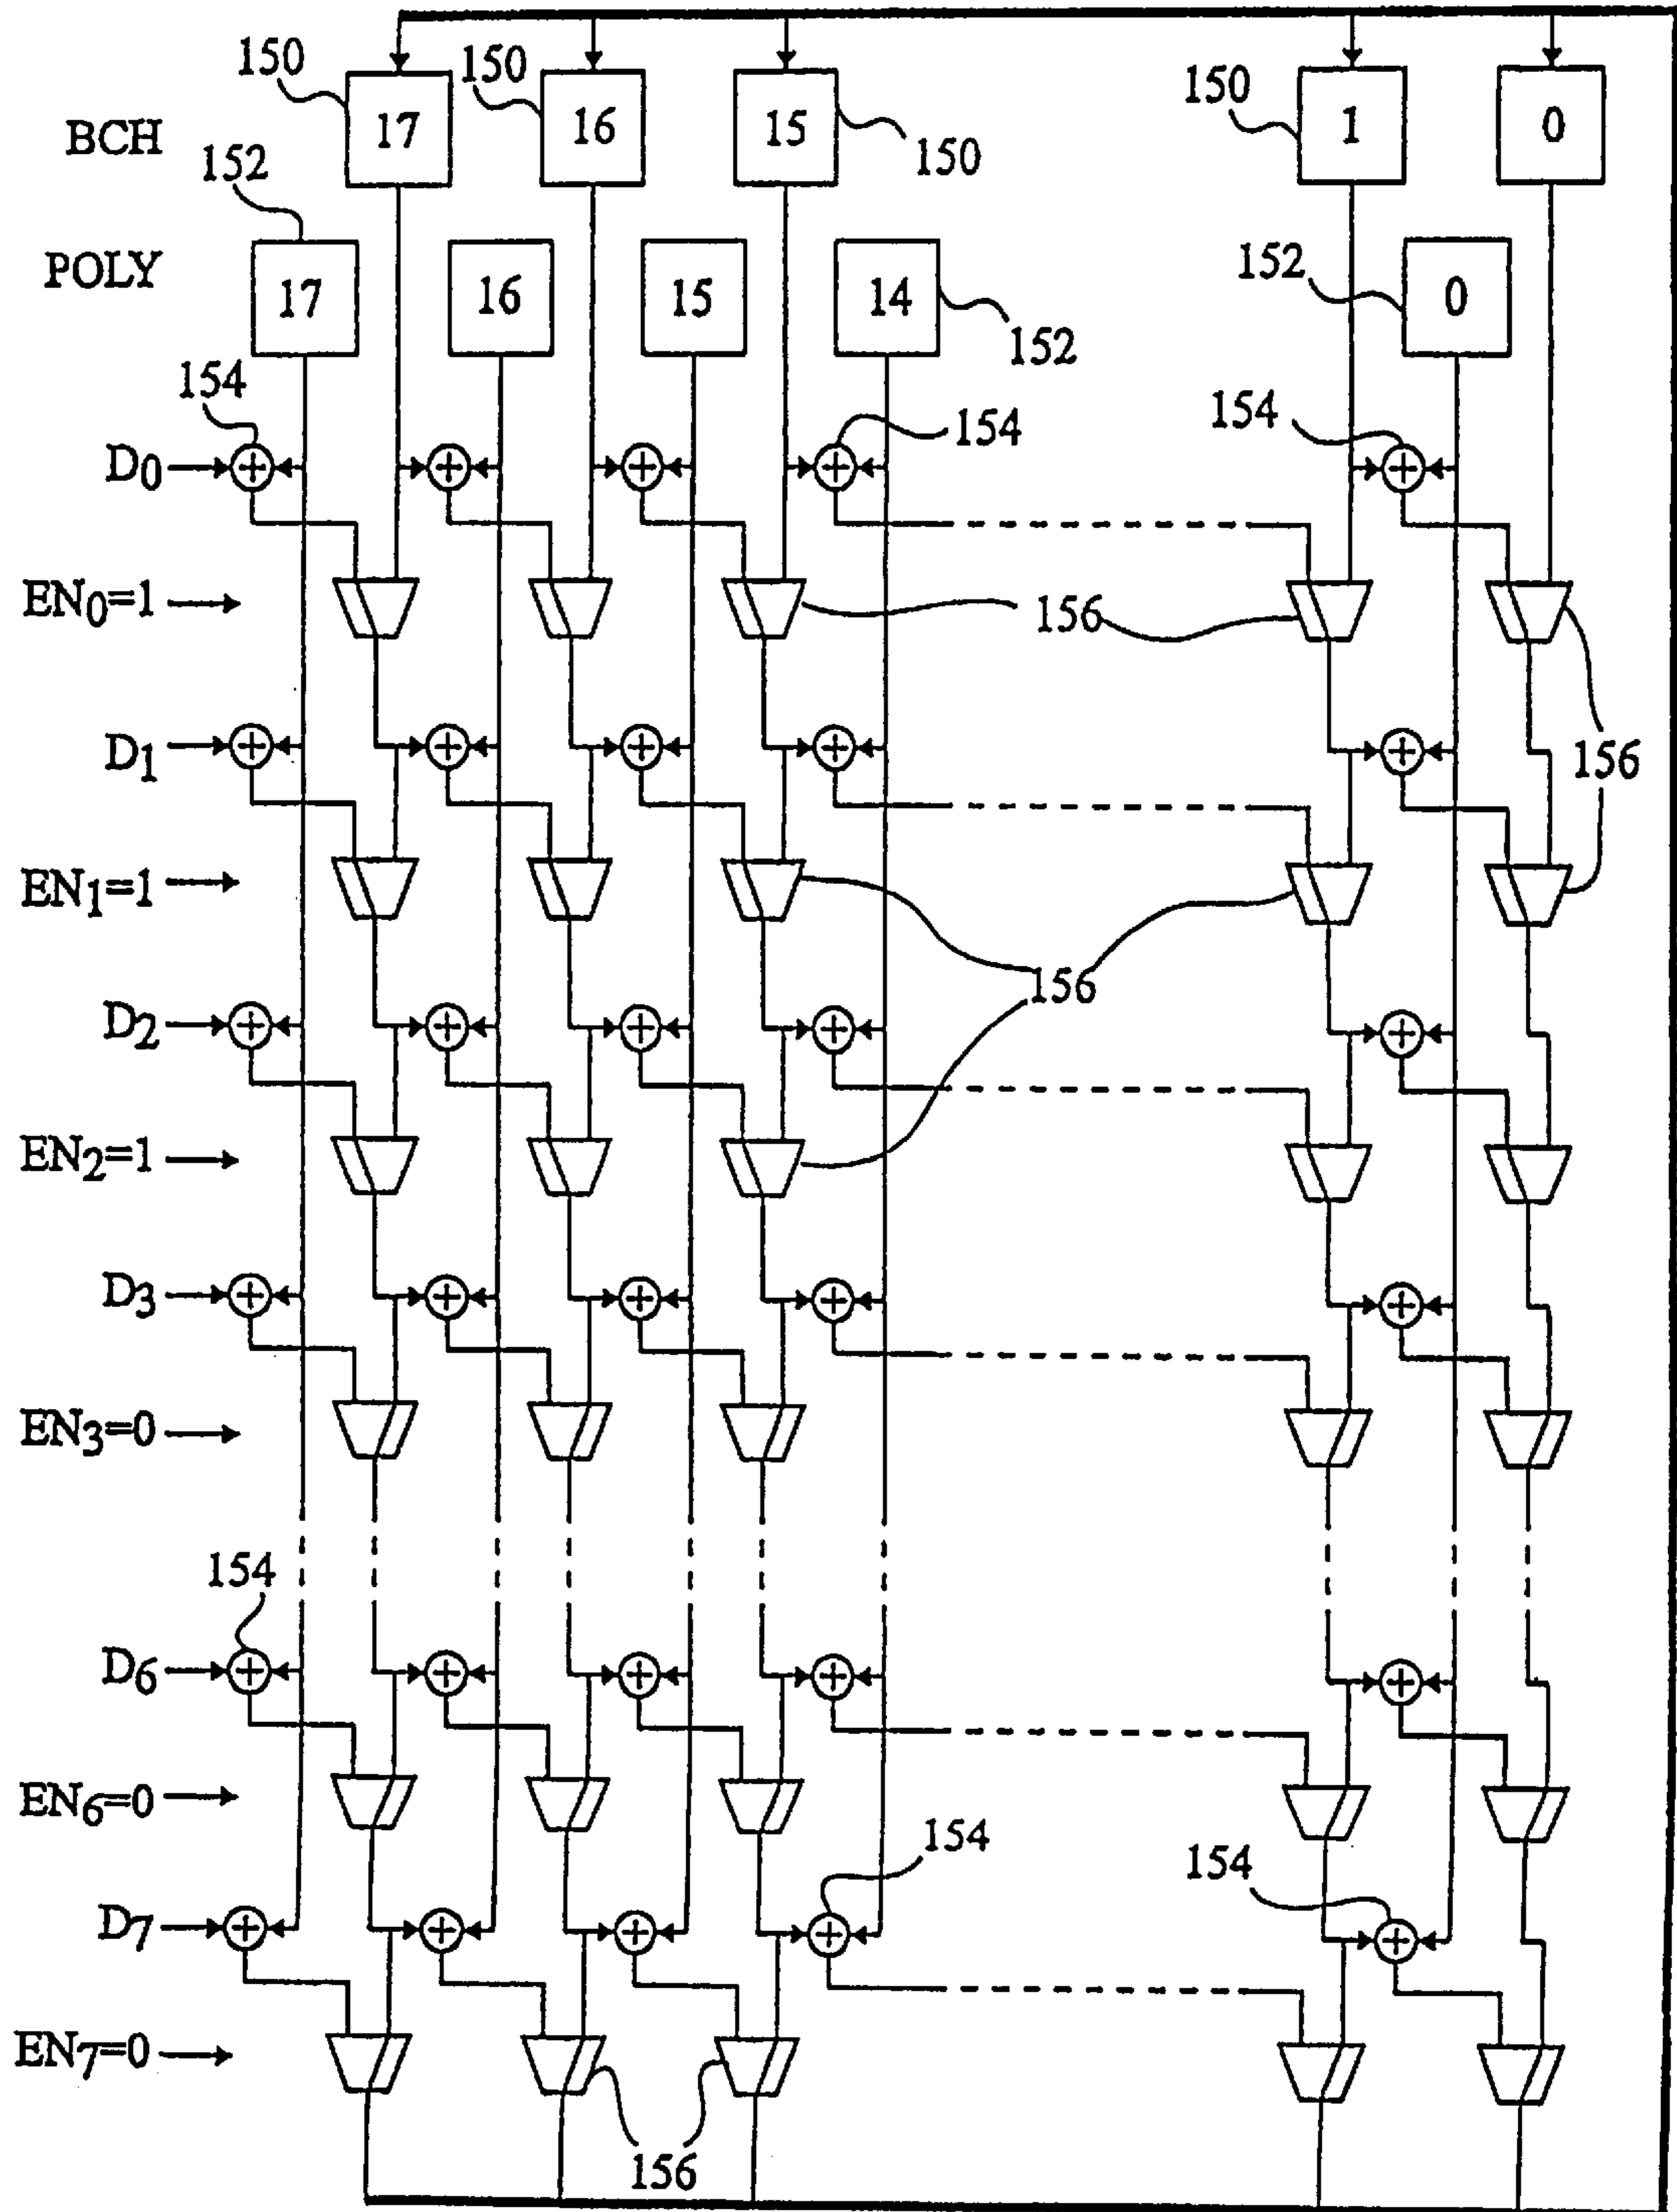 150 150 150
BCH 17 16 15 150 1 0
152
POLY 17 16 15 14 152 152 0
154 154 154
D0
EN0=1 156
D1 156
EN1=1
156
D2
EN2=1
D3
EN3=0
154
D6
EN6=0
154 154
D7
EN7=0
156